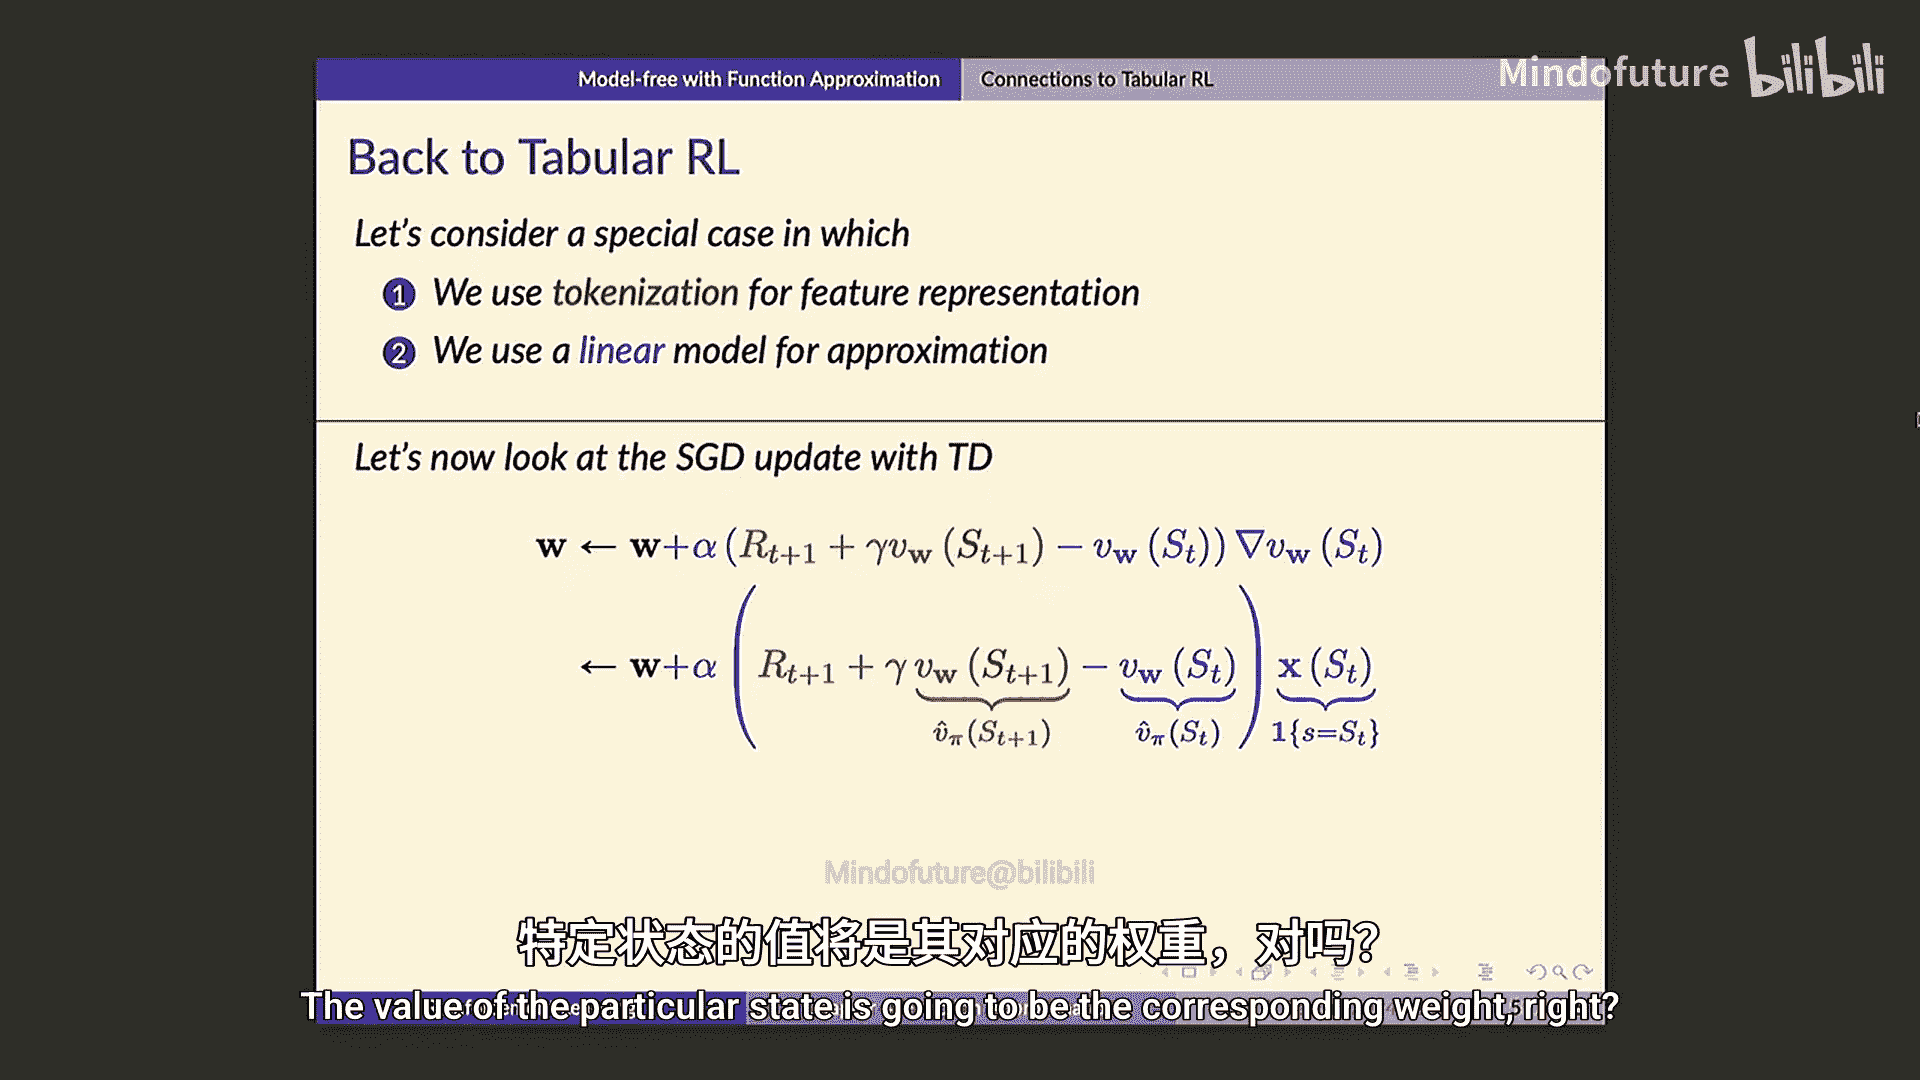 Model-free with Function Approximation Connections to Tabular RL
Mindofuture bilibili
Back to Tabular RL
Let's consider a special case in which
1 We use tokenization for feature representation
2 We use a linear model for approximation
Let's now look at the SGD update with TD
w ← w+α (R_{t+1} + γv_w (S_{t+1}) − v_w (S_t)) ∇v_w (S_t)
← w+α ( R_{t+1} + γ v_w (S_{t+1}) − v_w (S_t) ) x (S_t)
v̂_π(S_{t+1}) v̂_π(S_t) 1{s=S_t}
Mindofuture@bilibili
特定状态的值将是其对应的权重，对吗？
The value of the particular state is going to be the corresponding weight, right?